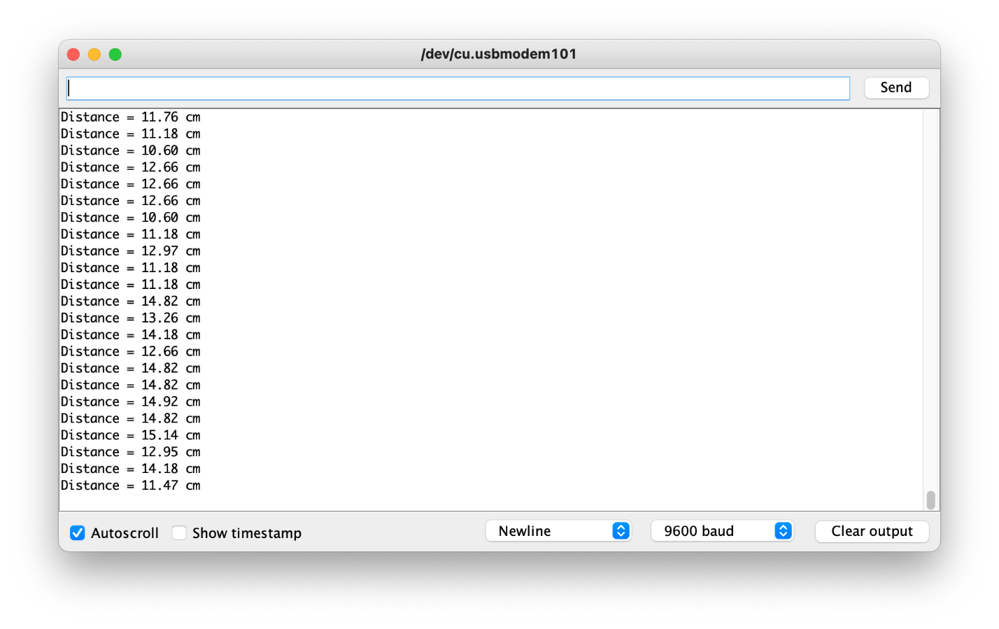 /dev/cu.usbmodem101
Send
Distance = 11.76 cm
Distance = 11.18 cm
Distance = 10.60 cm
Distance = 12.66 cm
Distance = 12.66 cm
Distance = 12.66 cm
Distance = 10.60 cm
Distance = 11.18 cm
Distance = 12.97 cm
Distance = 11.18 cm
Distance = 11.18 cm
Distance = 14.82 cm
Distance = 13.26 cm
Distance = 14.18 cm
Distance = 12.66 cm
Distance = 14.82 cm
Distance = 14.82 cm
Distance = 14.92 cm
Distance = 14.82 cm
Distance = 15.14 cm
Distance = 12.95 cm
Distance = 14.18 cm
Distance = 11.47 cm
Autoscroll Show timestamp Newline 9600 baud Clear output